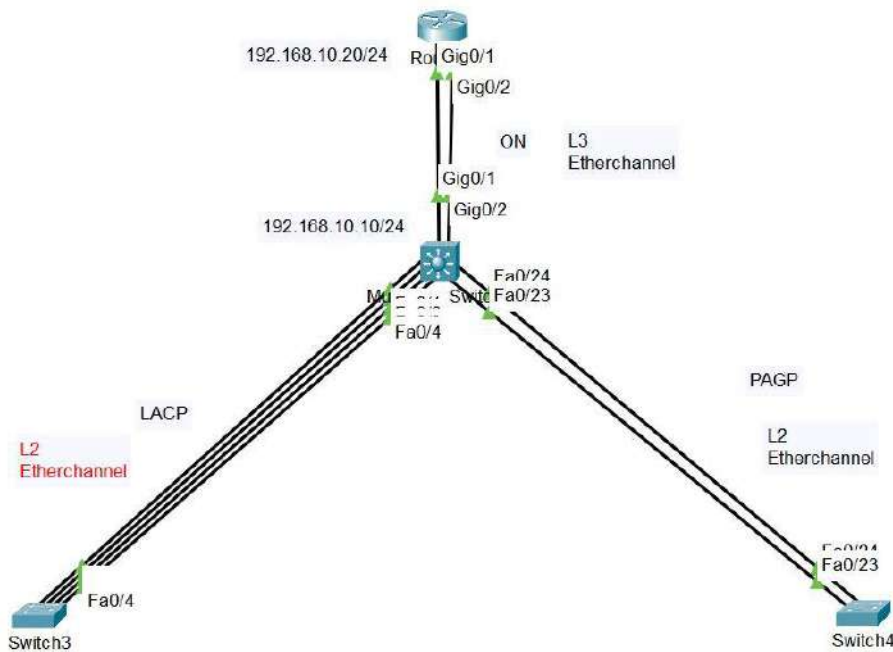 192.168.10.20/24
Gig0/1
Gig0/2
ON
L3
Etherchannel
Gig0/1
Gig0/2
192.168.10.10/24
Fa0/24
Fa0/23
Fa0/4
LACP
PAGP
L2
Etherchannel
L2
Etherchannel
Fa0/23
Fa0/4
Switch3
Switch4